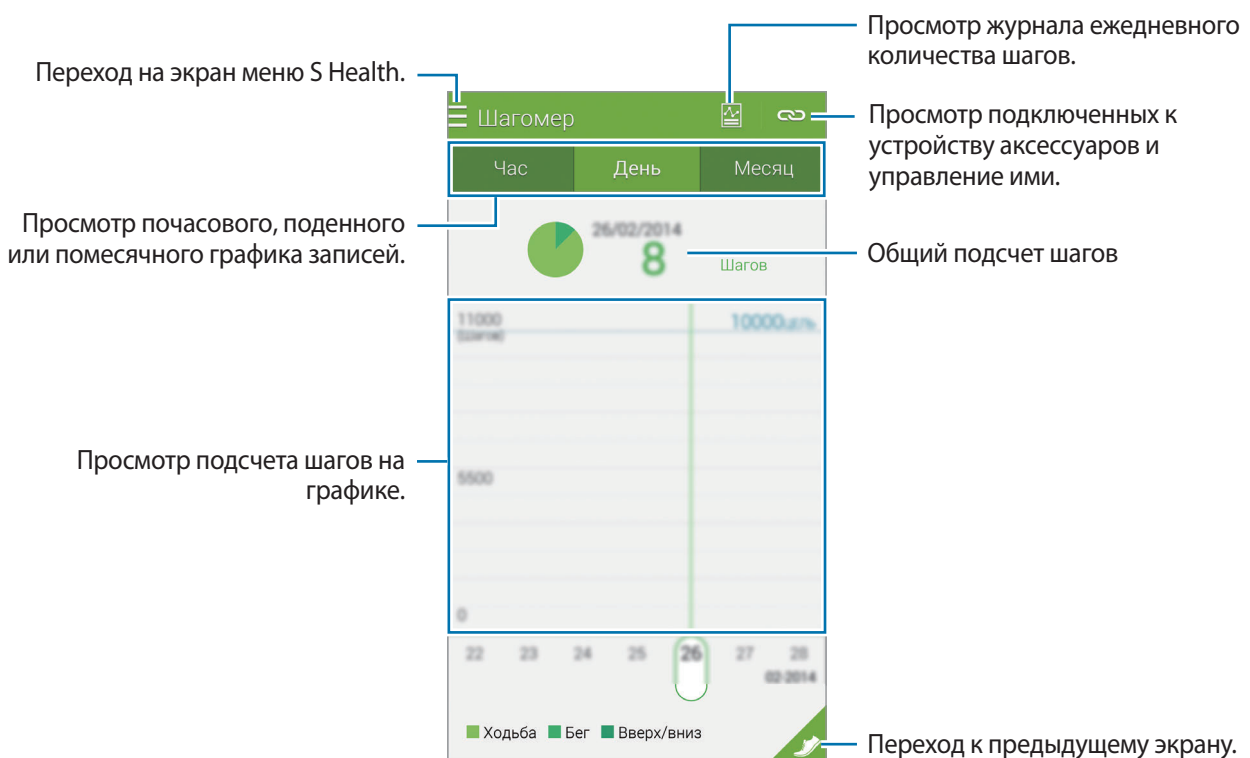 Просмотр журнала ежедневного
количества шагов.
Переход на экран меню S Health.
Шагомер
Просмотр подключенных к
устройству аксессуаров и
управление ими.
Час День Месяц
Просмотр почасового, поденного
или помесячного графика записей.
26/02/2014
8 Шагов
Общий подсчет шагов
11000
(Шагов)
10000 ЦЕЛЬ
Просмотр подсчета шагов на
графике.
5500
0
22 23 24 25 26 27 28
02-2014
Ходьба Бег Вверх/вниз
Переход к предыдущему экрану.